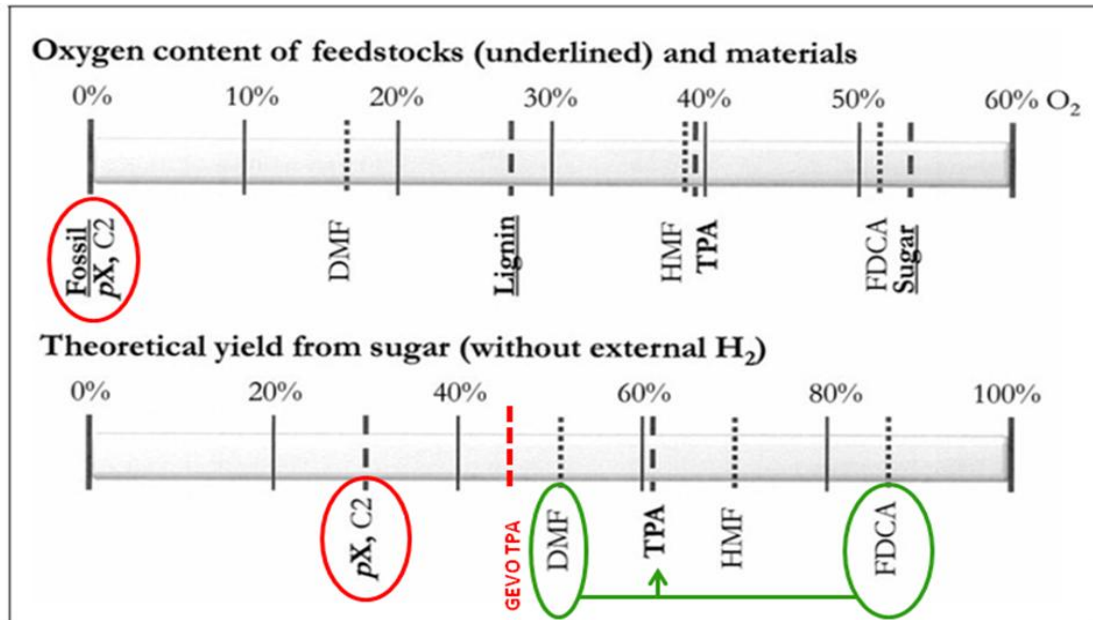 Oxygen content of feedstocks (underlined) and materials
0% 10% 20% 30% 40% 50% 60% O₂
Fossil
pX, C2
DMF
Lignin
HMF
TPA
FDCA
Sugar
Theoretical yield from sugar (without external H₂)
0% 20% 40% 60% 80% 100%
pX, C2
GEVO TPA
DMF
TPA
HMF
FDCA